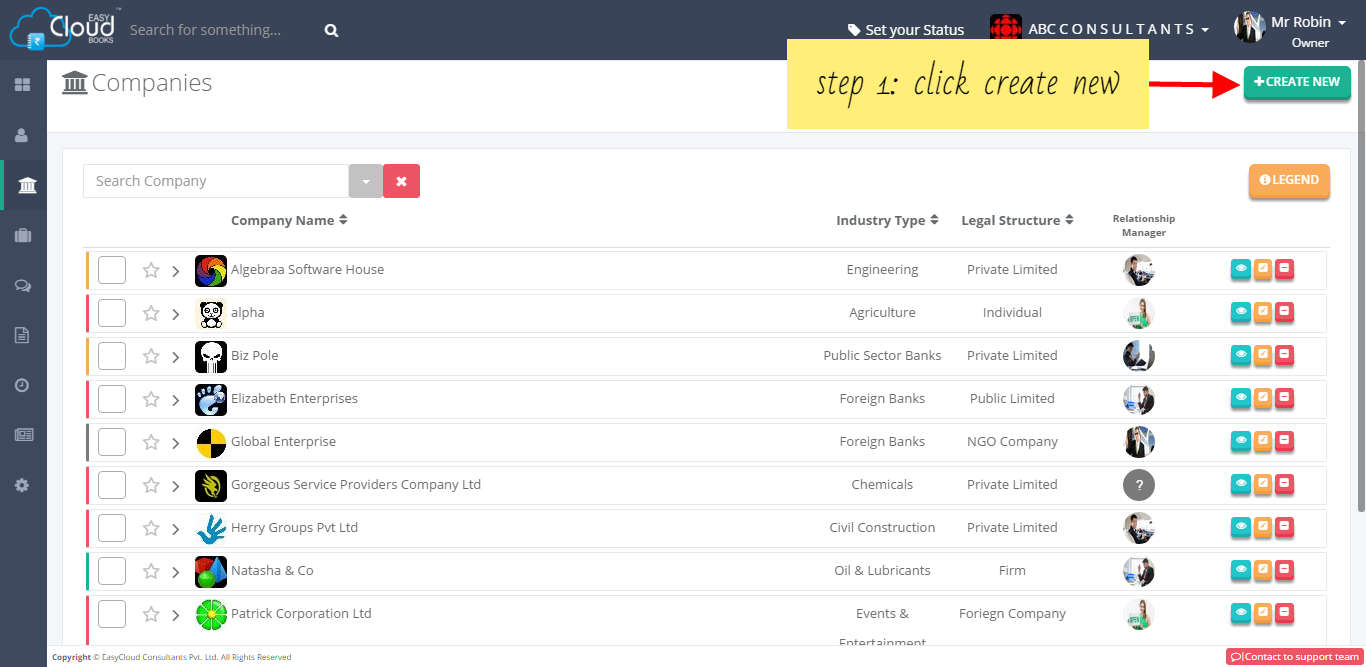 EASY
Cloud™
BOOKS
Search for something...
Set your Status
ABCCONSULTANTS
Mr Robin
Owner
Companies
step 1: click create new
CREATE NEW
Search Company
LEGEND
Company Name
Industry Type
Legal Structure
Relationship
Manager
Algebraa Software House Engineering Private Limited
alpha Agriculture Individual
OPEN
Biz Pole Public Sector Banks Private Limited
Elizabeth Enterprises Foreign Banks Public Limited
Global Enterprise Foreign Banks NGO Company
Gorgeous Service Providers Company Ltd Chemicals Private Limited ?
Herry Groups Pvt Ltd Civil Construction Private Limited
Natasha & Co Oil & Lubricants Firm
Patrick Corporation Ltd Events & Foriegn Company
OPEN
Entertainment
Copyright © EasyCloud Consultants Pvt. Ltd. All Rights Reserved
Contact to support team